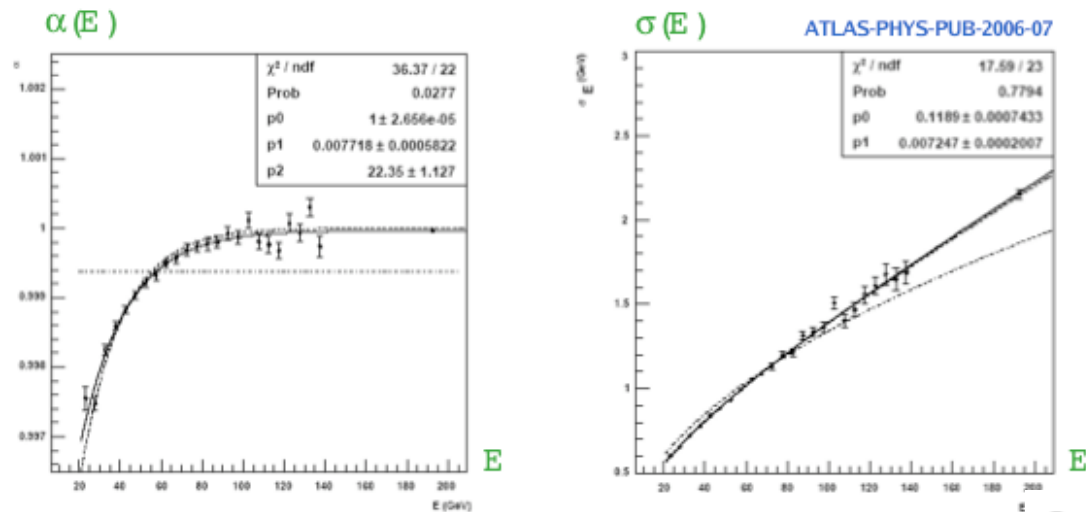 α(E)
σ(E)
ATLAS-PHYS-PUB-2006-07
α
χ² / ndf 36.37 / 22
Prob 0.0277
p0 1 ± 2.656e-05
p1 0.007718 ± 0.0005822
p2 22.35 ± 1.127
1.002
1.001
1
0.999
0.998
0.997
20 40 60 80 100 120 140 160 180 200
E (GeV)
E
σ E (GeV)
χ² / ndf 17.59 / 23
Prob 0.7794
p0 0.1189 ± 0.0007433
p1 0.007247 ± 0.0002007
3
2.5
2
1.5
1
0.5
20 40 60 80 100 120 140 160 180 200
E
E